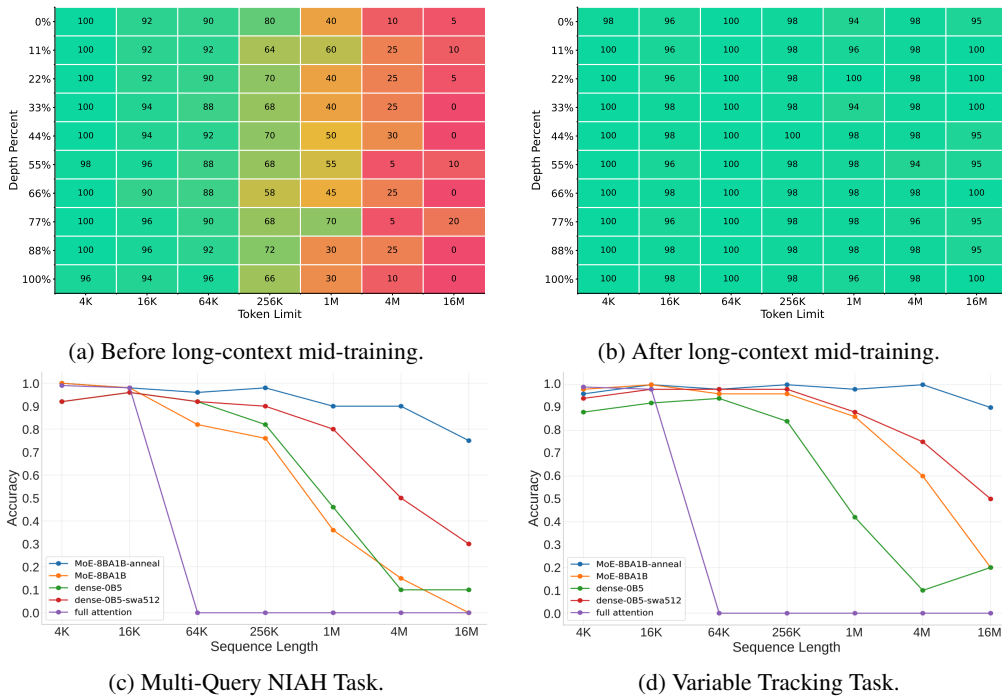 0% 100 92 90 80 40 10 5
11% 100 92 92 64 60 25 10
22% 100 92 90 70 40 25 5
33% 100 94 88 68 40 25 0
44% 100 94 92 70 50 30 0
55% 98 96 88 68 55 5 10
66% 100 90 88 58 45 25 0
77% 100 96 90 68 70 5 20
88% 100 96 92 72 30 25 0
100% 96 94 96 66 30 10 0
Depth Percent
4K 16K 64K 256K 1M 4M 16M
Token Limit
(a) Before long-context mid-training.
0% 98 96 100 98 94 98 95
11% 100 96 100 98 96 98 100
22% 100 96 100 98 100 98 100
33% 100 96 100 98 94 98 100
44% 100 98 100 100 98 98 95
55% 100 98 100 98 98 94 95
66% 100 98 100 98 98 98 100
77% 100 96 100 98 98 96 95
88% 100 98 100 98 98 98 95
100% 100 98 100 98 96 98 100
Depth Percent
4K 16K 64K 256K 1M 4M 16M
Token Limit
(b) After long-context mid-training.
1.0
0.9
0.8
0.7
0.6
0.5
0.4
0.3
0.2
0.1
0.0
Accuracy
MoE-8BA1B-anneal
MoE-8BA1B
dense-0B5
dense-0B5-swa512
full attention
4K 16K 64K 256K 1M 4M 16M
Sequence Length
(c) Multi-Query NIAH Task.
1.0
0.9
0.8
0.7
0.6
0.5
0.4
0.3
0.2
0.1
0.0
Accuracy
MoE-8BA1B-anneal
MoE-8BA1B
dense-0B5
dense-0B5-swa512
full attention
4K 16K 64K 256K 1M 4M 16M
Sequence Length
(d) Variable Tracking Task.